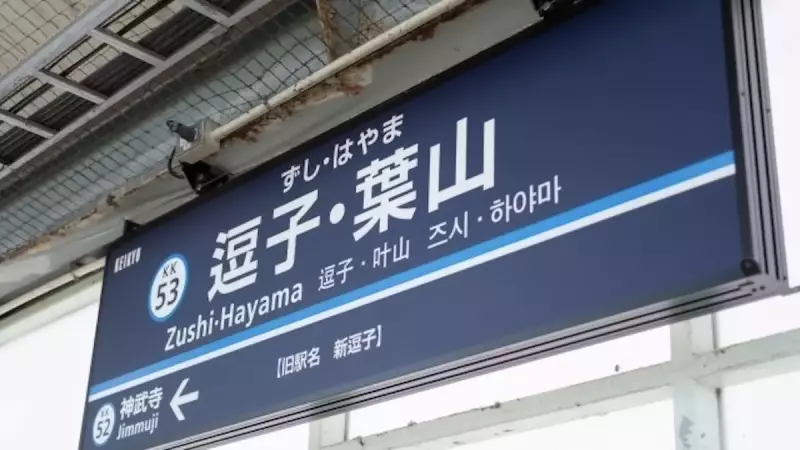 KEIKYU
ずし・はやま
KK
53
逗子・葉山
Zushi·Hayama 逗子・叶山 즈시・하야마
【旧駅名 新逗子】
KK
52
神武寺
Jimmuji